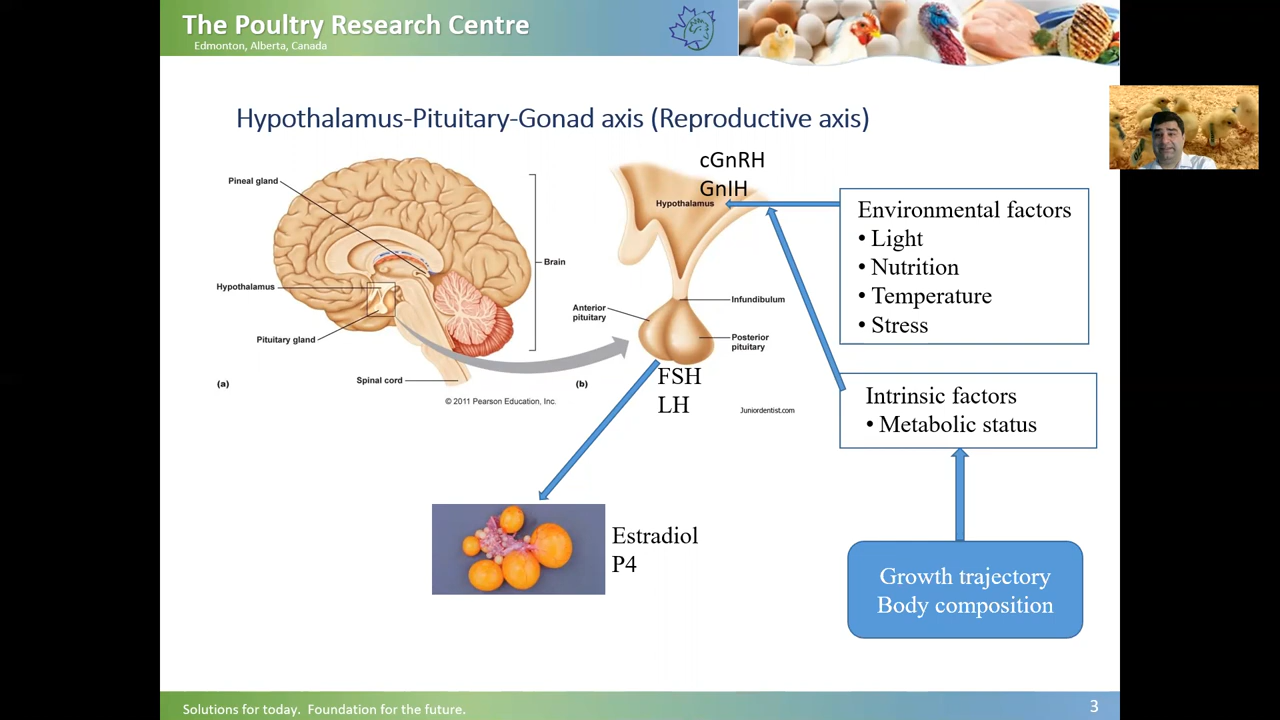 The Poultry Research Centre
Edmonton, Alberta, Canada
Hypothalamus-Pituitary-Gonad axis (Reproductive axis)
Pineal gland
Hypothalamus
Pituitary gland
Spinal cord
Brain
(a)
© 2011 Pearson Education, Inc.
cGnRH
GnIH
Hypothalamus
Infundibulum
Anterior
pituitary
Posterior
pituitary
(b)
FSH
LH
Juniordentist.com
Environmental factors
• Light
• Nutrition
• Temperature
• Stress
Intrinsic factors
• Metabolic status
Growth trajectory
Body composition
Estradiol
P4
Solutions for today. Foundation for the future.
3